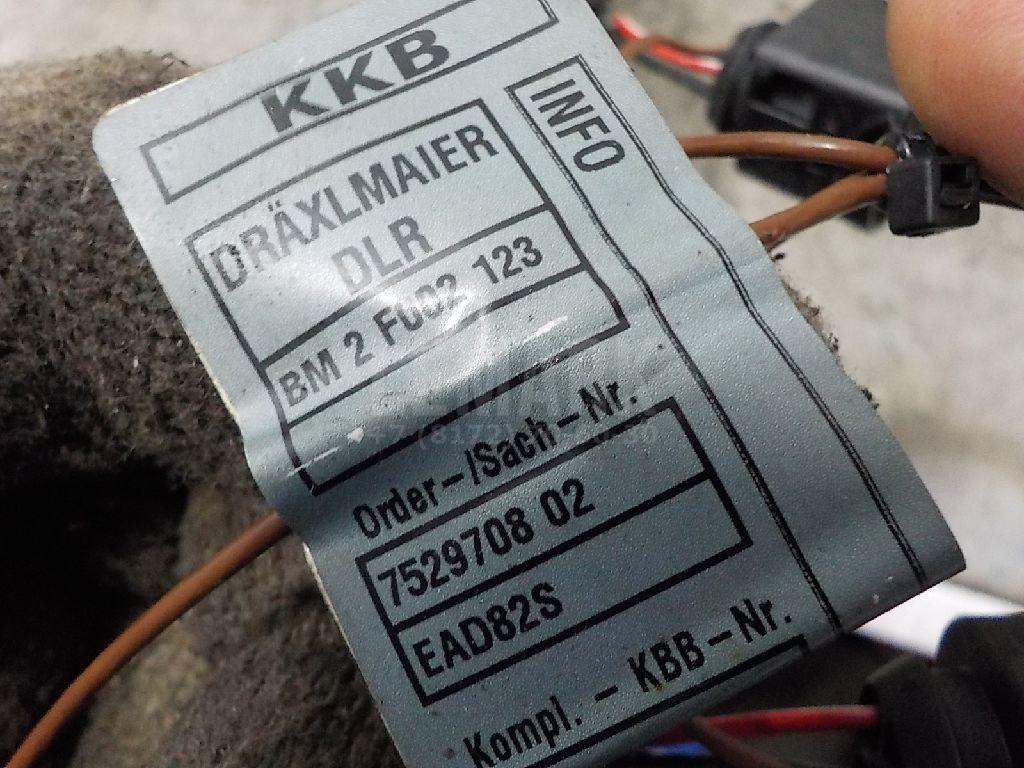 KKB
INFO
DRÄXLMAIER
DLR
BM 2 F002 123
Order-/Sach-Nr.
7529708 02
EAD82S
Kompl. - KBB-Nr.